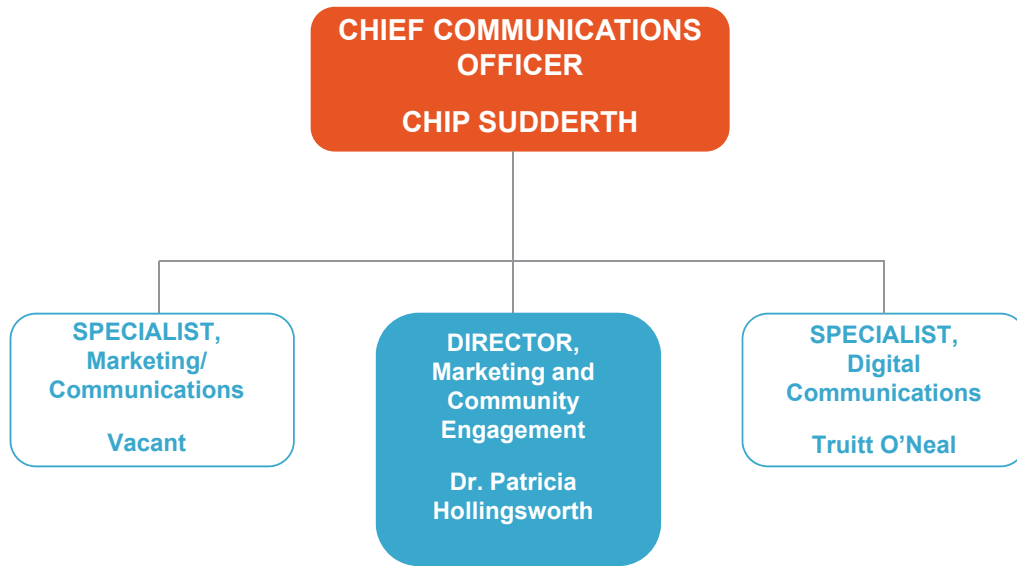 CHIEF COMMUNICATIONS
OFFICER
CHIP SUDDERTH
SPECIALIST,
Marketing/
Communications
Vacant
DIRECTOR,
Marketing and
Community
Engagement
Dr. Patricia
Hollingsworth
SPECIALIST,
Digital
Communications
Truitt O’Neal